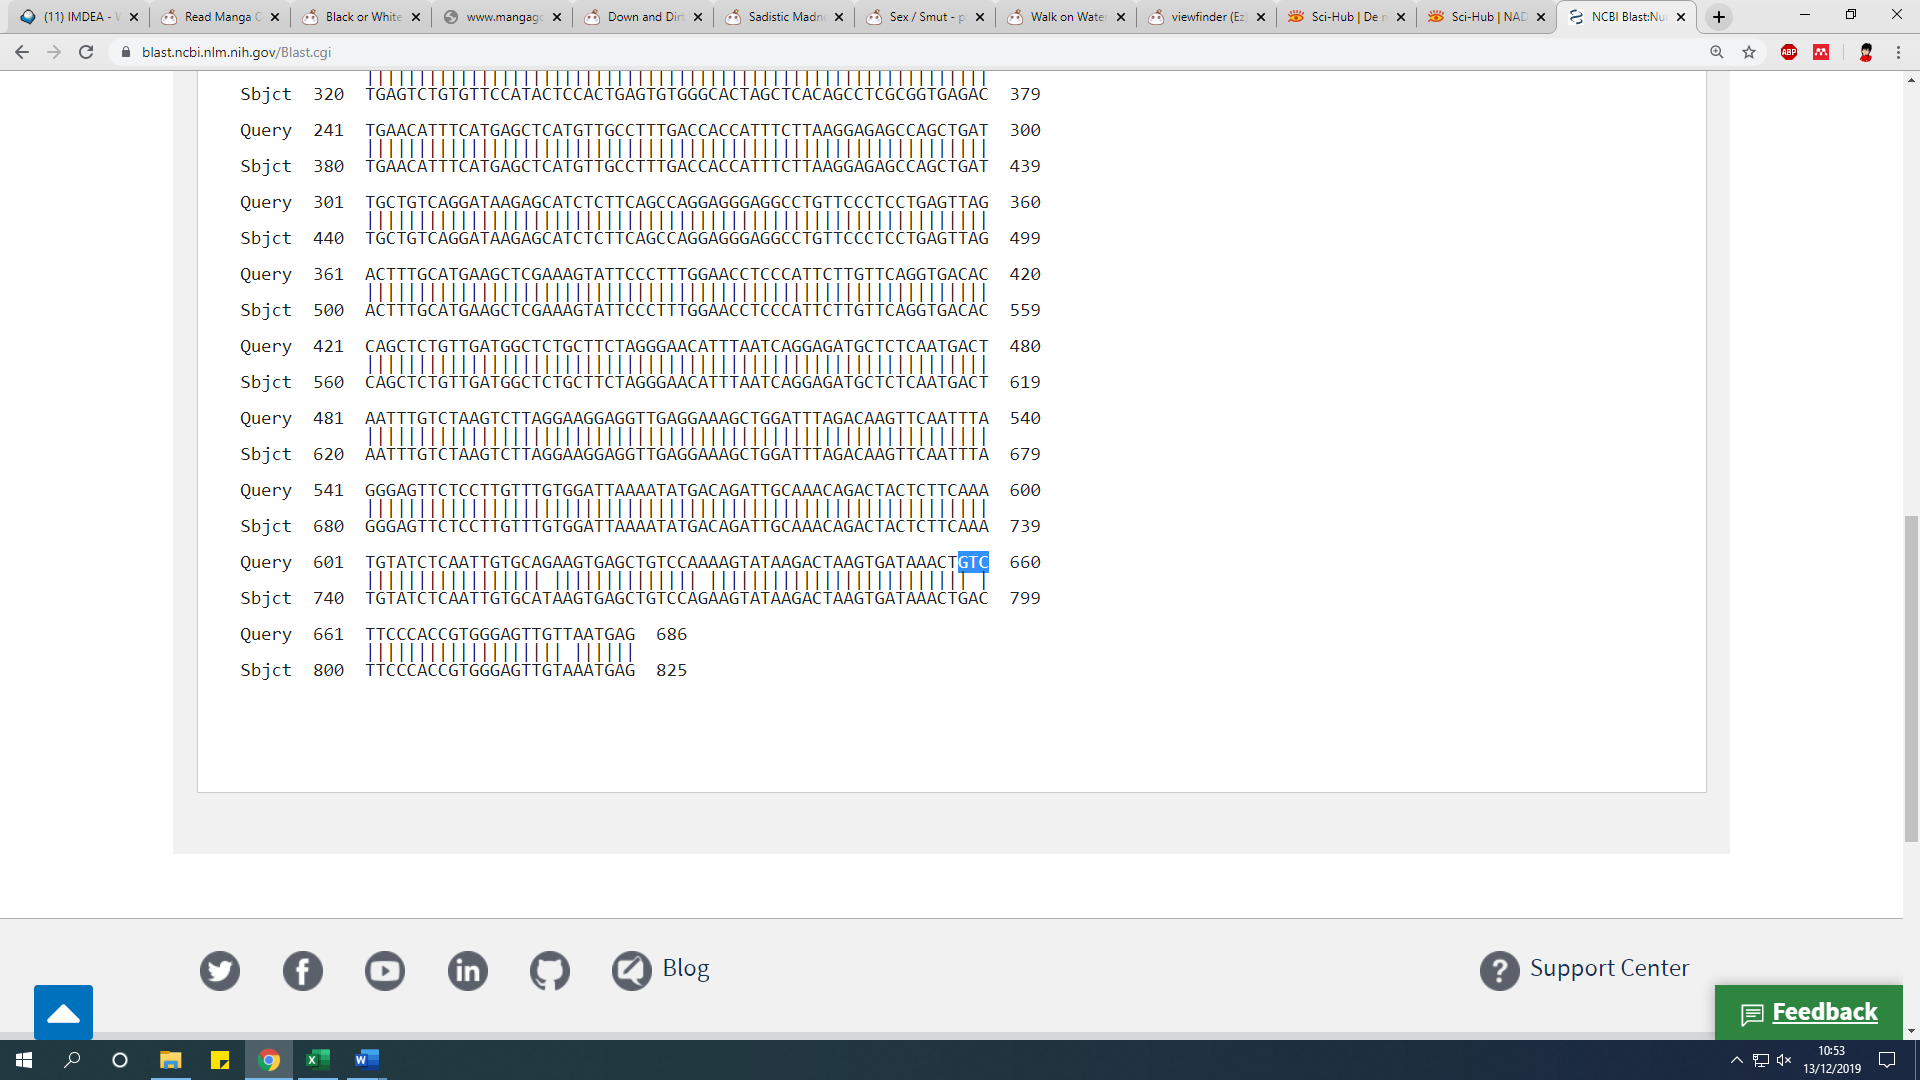 (11) IMDEA - W
Read Manga O
Black or White
www.mangago
Down and Dirt
Sadistic Madne
Sex / Smut - p
Walk on Water
viewfinder (Ez)
Sci-Hub | De n
Sci-Hub | NAD
NCBI Blast:Nu
blast.ncbi.nlm.nih.gov/Blast.cgi
ABP
Sbjct 320 TGAGTCTGTGTTCCATACTCCACTGAGTGTGGGCACTAGCTCACAGCCTCGCGGTGAGAC 379
Query 241 TGAACATTTCATGAGCTCATGTTGCCTTTGACCACCATTTCTTAAGGAGAGCCAGCTGAT 300
Sbjct 380 TGAACATTTCATGAGCTCATGTTGCCTTTGACCACCATTTCTTAAGGAGAGCCAGCTGAT 439
Query 301 TGCTGTCAGGATAAGAGCATCTCTTCAGCCAGGAGGGAGGCCTGTTCCCTCCTGAGTTAG 360
Sbjct 440 TGCTGTCAGGATAAGAGCATCTCTTCAGCCAGGAGGGAGGCCTGTTCCCTCCTGAGTTAG 499
Query 361 ACTTTGCATGAAGCTCGAAAGTATTCCCTTTGGAACCTCCCATTCTTGTTCAGGTGACAC 420
Sbjct 500 ACTTTGCATGAAGCTCGAAAGTATTCCCTTTGGAACCTCCCATTCTTGTTCAGGTGACAC 559
Query 421 CAGCTCTGTTGATGGCTCTGCTTCTAGGGAACATTTAATCAGGAGATGCTCTCAATGACT 480
Sbjct 560 CAGCTCTGTTGATGGCTCTGCTTCTAGGGAACATTTAATCAGGAGATGCTCTCAATGACT 619
Query 481 AATTTGTCTAAGTCTTAGGAAGGAGGTTGAGGAAAGCTGGATTTAGACAAGTTCAATTTA 540
Sbjct 620 AATTTGTCTAAGTCTTAGGAAGGAGGTTGAGGAAAGCTGGATTTAGACAAGTTCAATTTA 679
Query 541 GGGAGTTCTCCTTGTTTGTGGATTAAAATATGACAGATTGCAAACAGACTACTCTTCAAA 600
Sbjct 680 GGGAGTTCTCCTTGTTTGTGGATTAAAATATGACAGATTGCAAACAGACTACTCTTCAAA 739
Query 601 TGTATCTCAATTGTGCAGAAGTGAGCTGTCCAAAAGTATAAGACTAAGTGATAAACTGTC 660
Sbjct 740 TGTATCTCAATTGTGCATAAGTGAGCTGTCCAGAAGTATAAGACTAAGTGATAAACTGAC 799
Query 661 TTCCCACCGTGGGAGTTGTTAATGAG 686
Sbjct 800 TTCCCACCGTGGGAGTTGTAAATGAG 825
Blog
Support Center
Feedback
10:53
13/12/2019